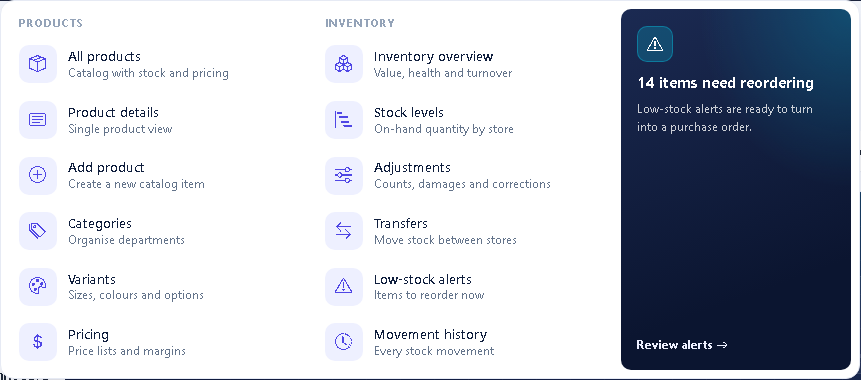 PRODUCTS
All products
Catalog with stock and pricing
Product details
Single product view
Add product
Create a new catalog item
Categories
Organise departments
Variants
Sizes, colours and options
Pricing
Price lists and margins
INVENTORY
Inventory overview
Value, health and turnover
Stock levels
On-hand quantity by store
Adjustments
Counts, damages and corrections
Transfers
Move stock between stores
Low-stock alerts
Items to reorder now
Movement history
Every stock movement
14 items need reordering
Low-stock alerts are ready to turn
into a purchase order.
Review alerts →